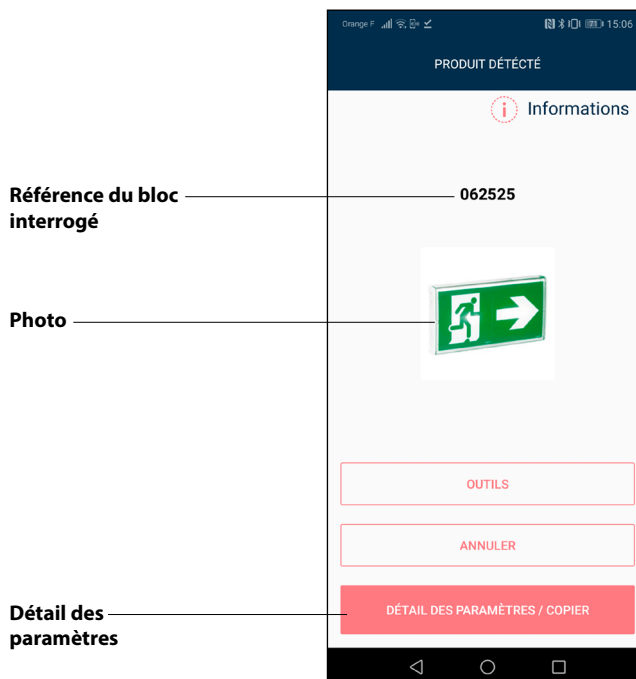 Orange F 15:06
PRODUIT DÉTÉCTÉ
Informations
Référence du bloc
interrogé
062525
Photo
OUTILS
ANNULER
Détail des
paramètres
DÉTAIL DES PARAMÈTRES / COPIER